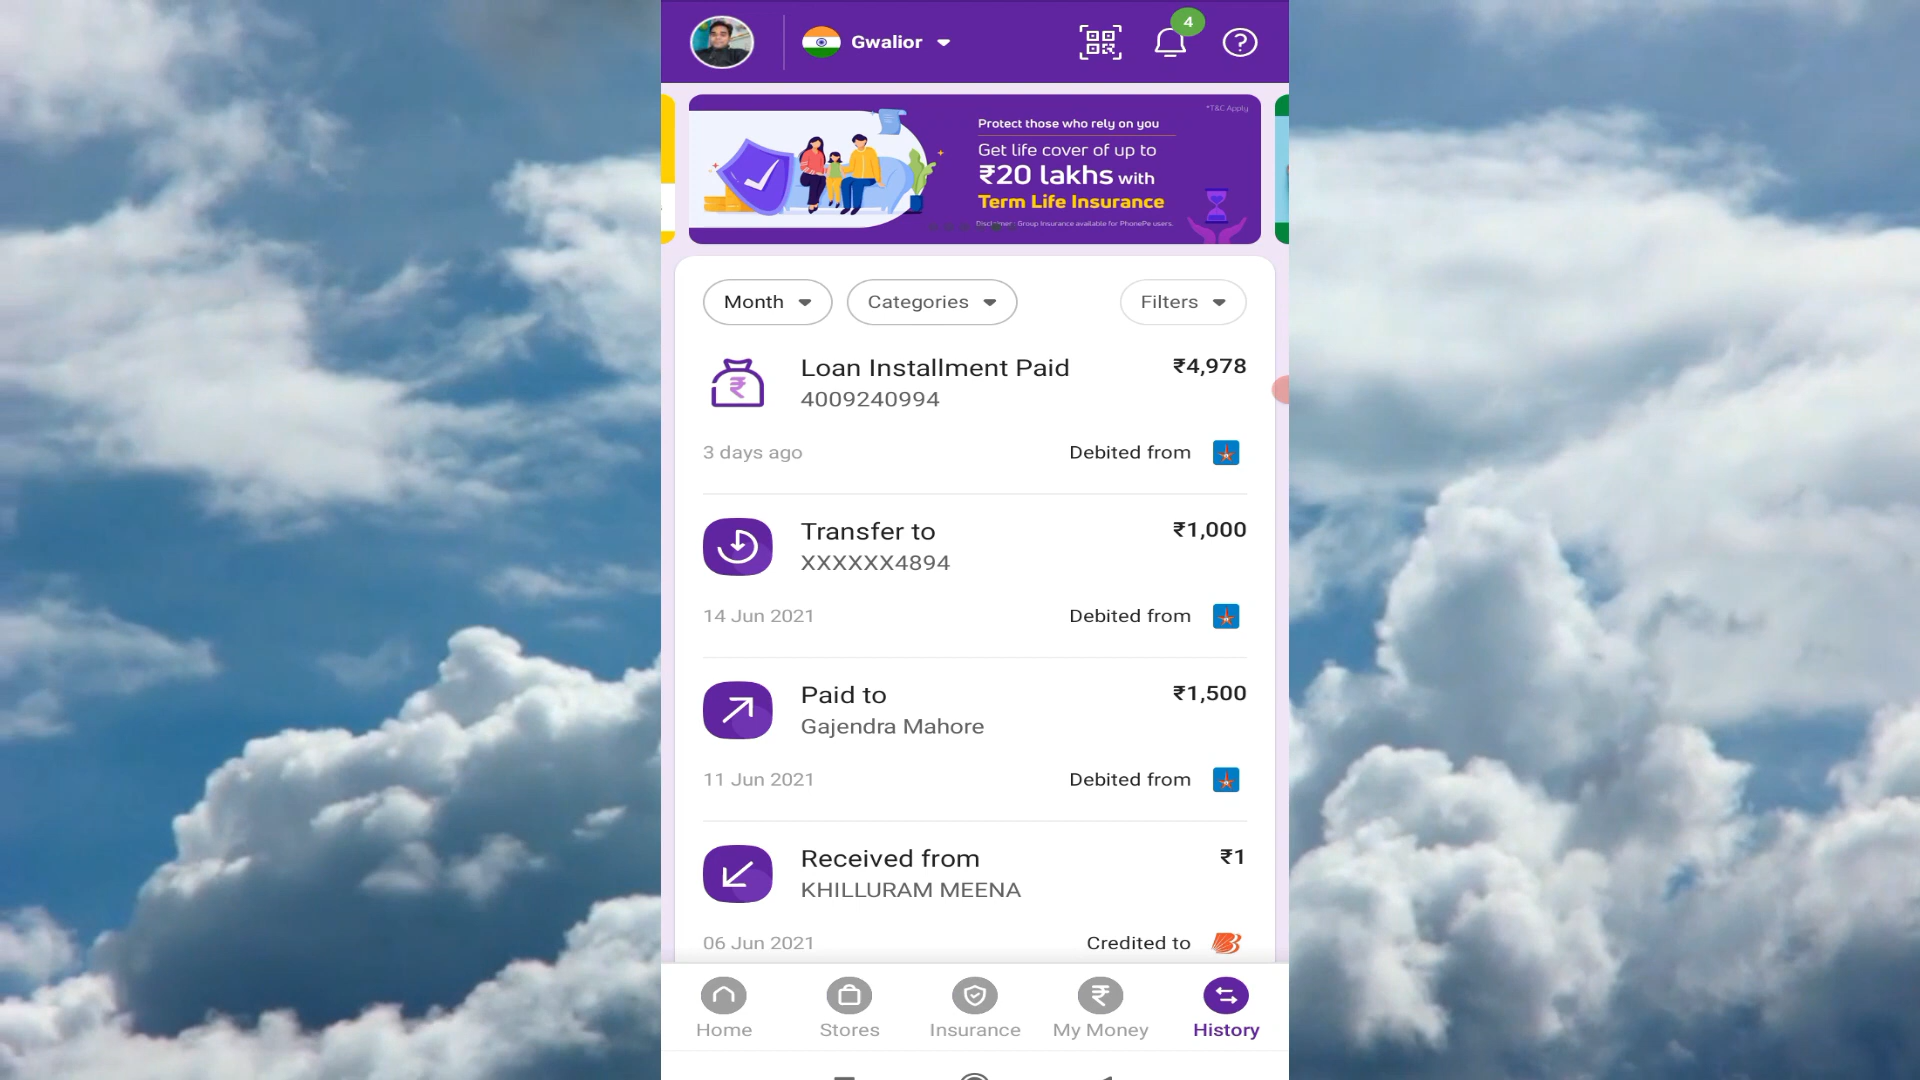 Gwalior
4
*T&C Apply
Protect those who rely on you
Get life cover of up to
₹20 lakhs with
Term Life Insurance
Disclaimer: Group Insurance available for PhonePe users.
Month
Categories
Filters
Loan Installment Paid
₹4,978
4009240994
3 days ago
Debited from
Transfer to
₹1,000
XXXXXX4894
14 Jun 2021
Debited from
Paid to
₹1,500
Gajendra Mahore
11 Jun 2021
Debited from
Received from
₹1
KHILLURAM MEENA
06 Jun 2021
Credited to
Home
Stores
Insurance
My Money
History